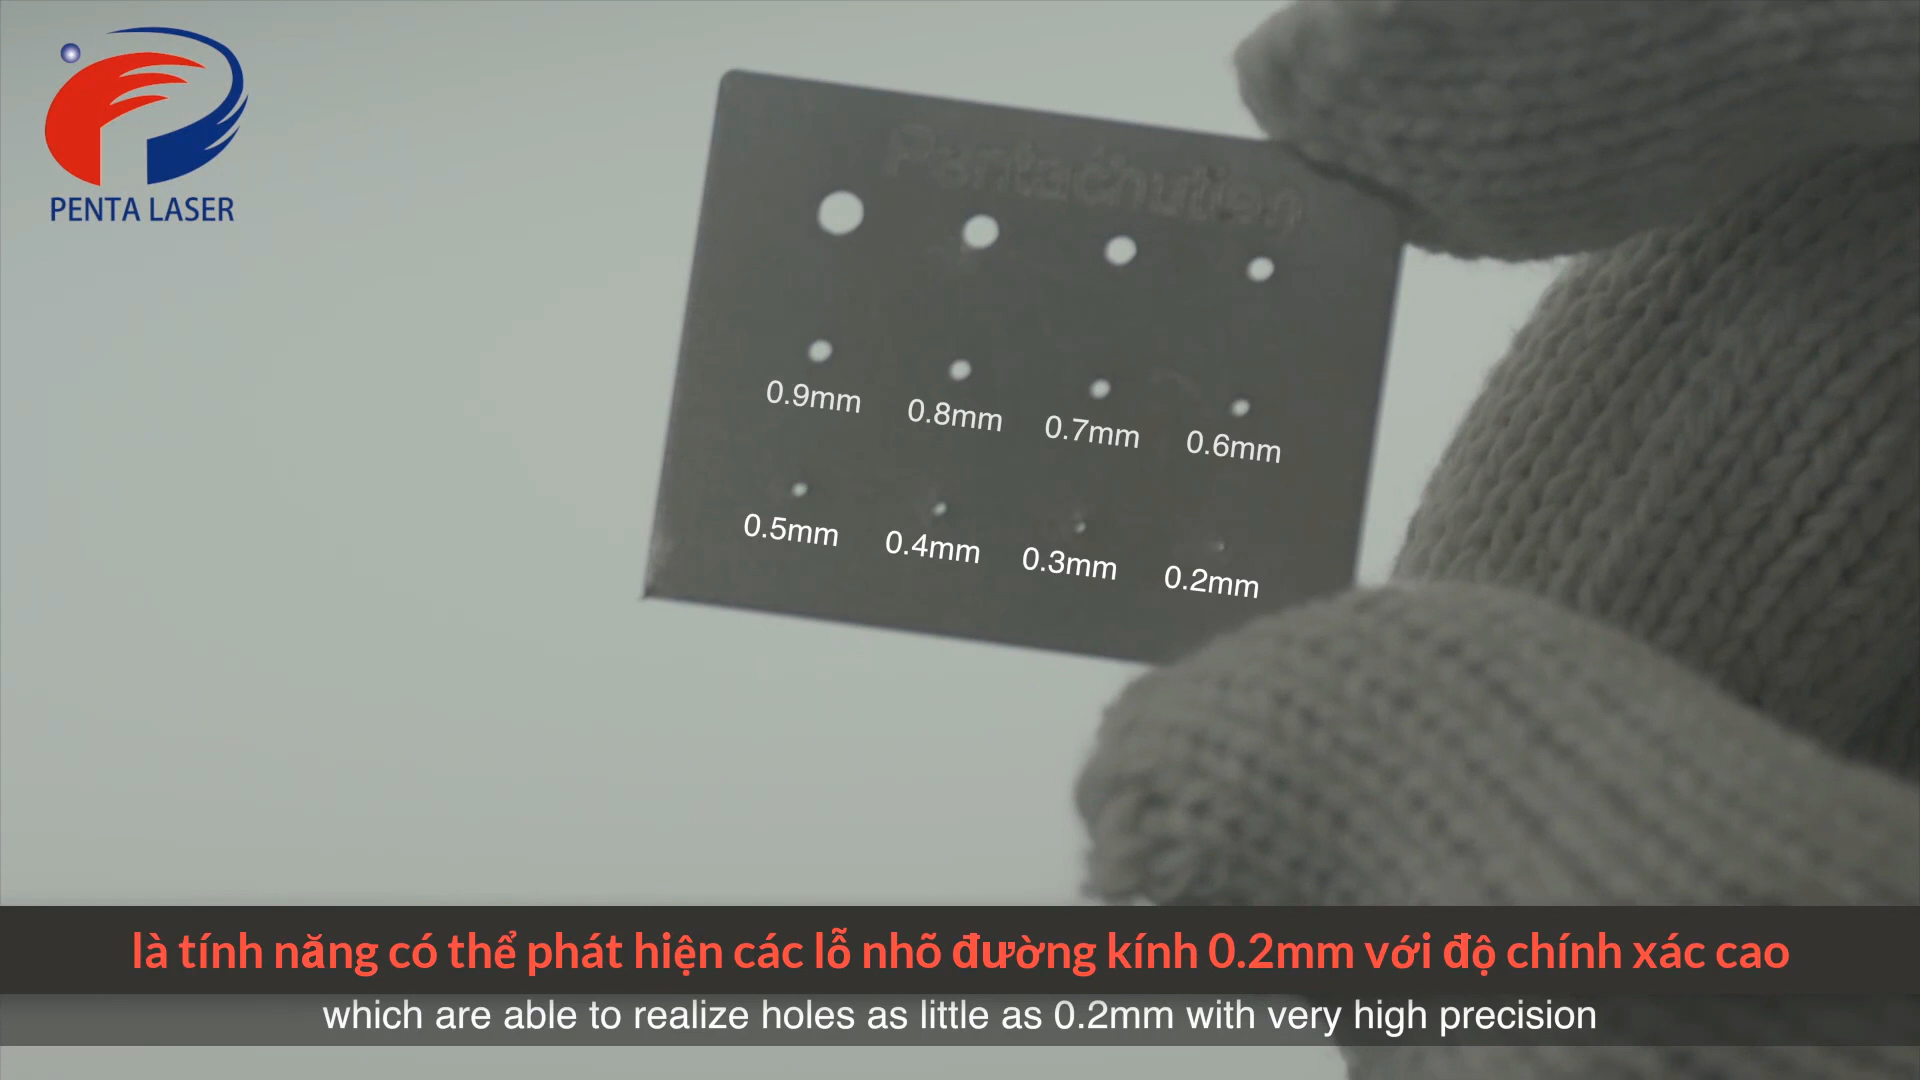 PENTA LASER
0.9mm 0.8mm 0.7mm 0.6mm
0.5mm 0.4mm 0.3mm 0.2mm
là tính năng có thể phát hiện các lỗ nhõ đường kính 0.2mm với độ chính xác cao
which are able to realize holes as little as 0.2mm with very high precision